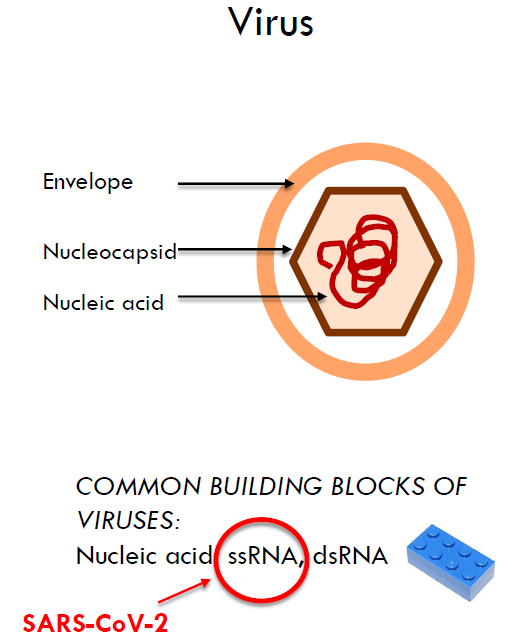 Virus
Envelope
Nucleocapsid
Nucleic acid
COMMON BUILDING BLOCKS OF
VIRUSES:
Nucleic acid ssRNA, dsRNA
SARS-CoV-2